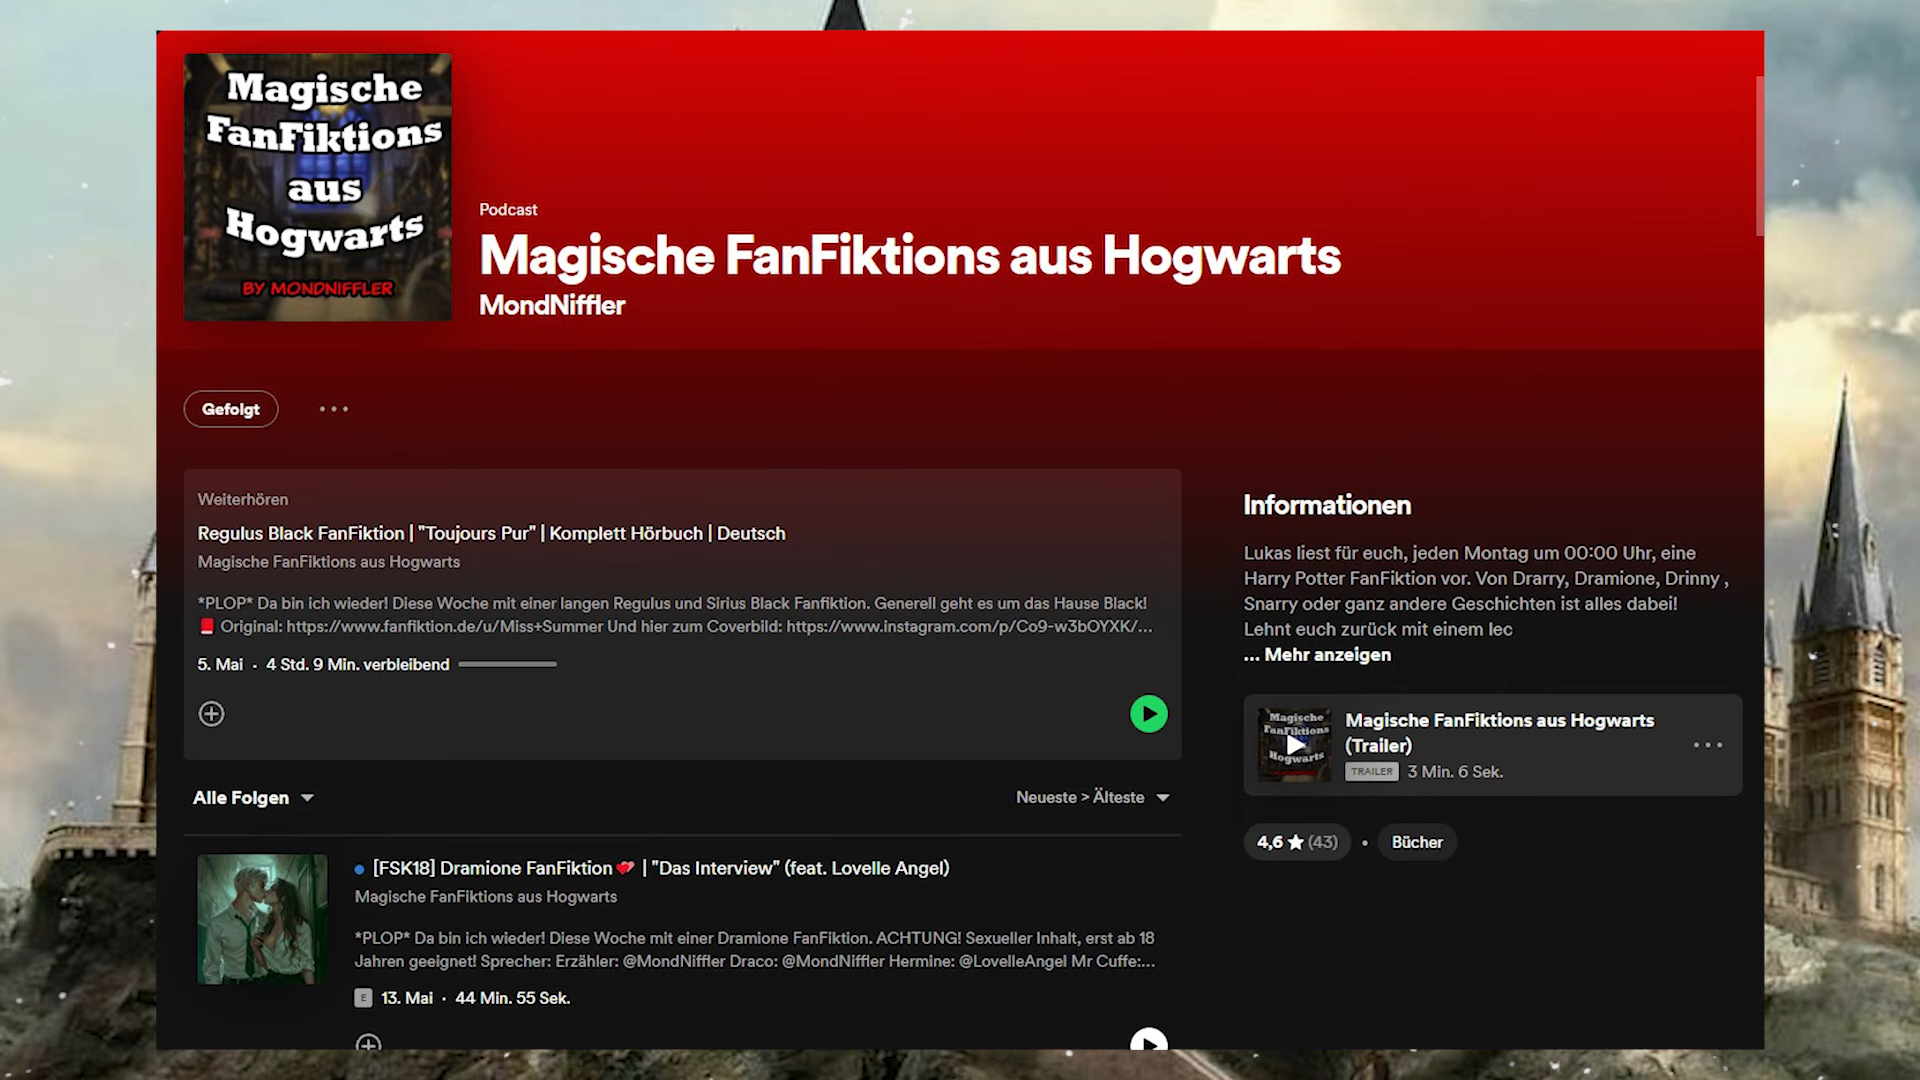 Magische
FanFiktions
aus
Hogwarts
BY MONDNIFFLER
Podcast
Magische FanFiktions aus Hogwarts
MondNiffler
Gefolgt
Weiterhören
Regulus Black FanFiktion | "Toujours Pur" | Komplett Hörbuch | Deutsch
Magische FanFiktions aus Hogwarts
*PLOP* Da bin ich wieder! Diese Woche mit einer langen Regulus und Sirius Black Fanfiktion. Generell geht es um das Hause Black!
Original: https://www.fanfiktion.de/u/Miss+Summer Und hier zum Coverbild: https://www.instagram.com/p/Co9-w3bOYXK/...
5. Mai · 4 Std. 9 Min. verbleibend
Alle Folgen
Neueste > Älteste
[FSK18] Dramione FanFiktion💕 | "Das Interview" (feat. Lovelle Angel)
Magische FanFiktions aus Hogwarts
*PLOP* Da bin ich wieder! Diese Woche mit einer Dramione FanFiktion. ACHTUNG! Sexueller Inhalt, erst ab 18
Jahren geeignet! Sprecher: Erzähler: @MondNiffler Draco: @MondNiffler Hermine: @LovelleAngel Mr Cuffe:...
E 13. Mai · 44 Min. 55 Sek.
Informationen
Lukas liest für euch, jeden Montag um 00:00 Uhr, eine
Harry Potter FanFiktion vor. Von Drarry, Dramione, Drinny ,
Snarry oder ganz andere Geschichten ist alles dabei!
Lehnt euch zurück mit einem lec
... Mehr anzeigen
Magische
FanFiktions
Hogwarts
Magische FanFiktions aus Hogwarts
(Trailer)
TRAILER 3 Min. 6 Sek.
4,6 ★ (43) • Bücher